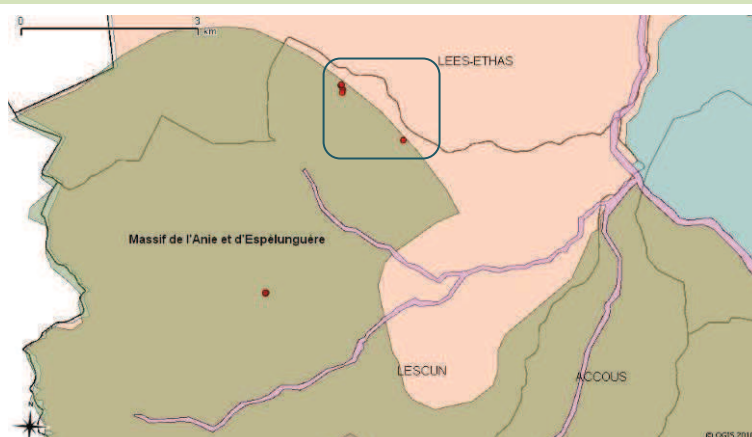 0 3
km
LEES-ETHAS
Massif de l'Anie et d'Espélunguère
LESCUN
ACCOUS
N